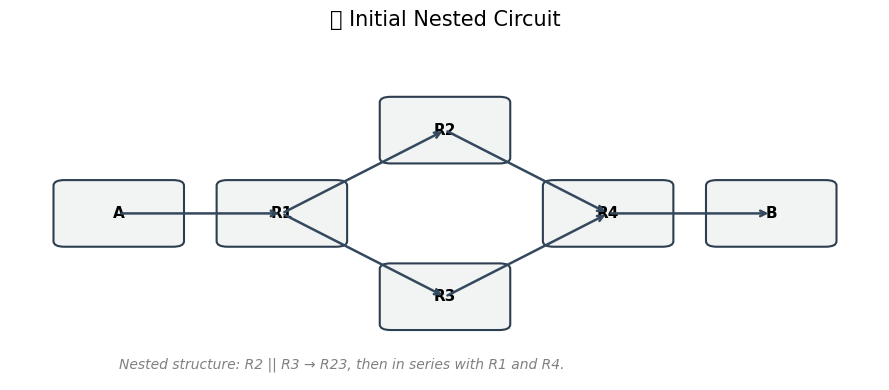 Initial Nested Circuit
R2
A
R1
R4
B
R3
Nested structure: R2 || R3 → R23, then in series with R1 and R4.